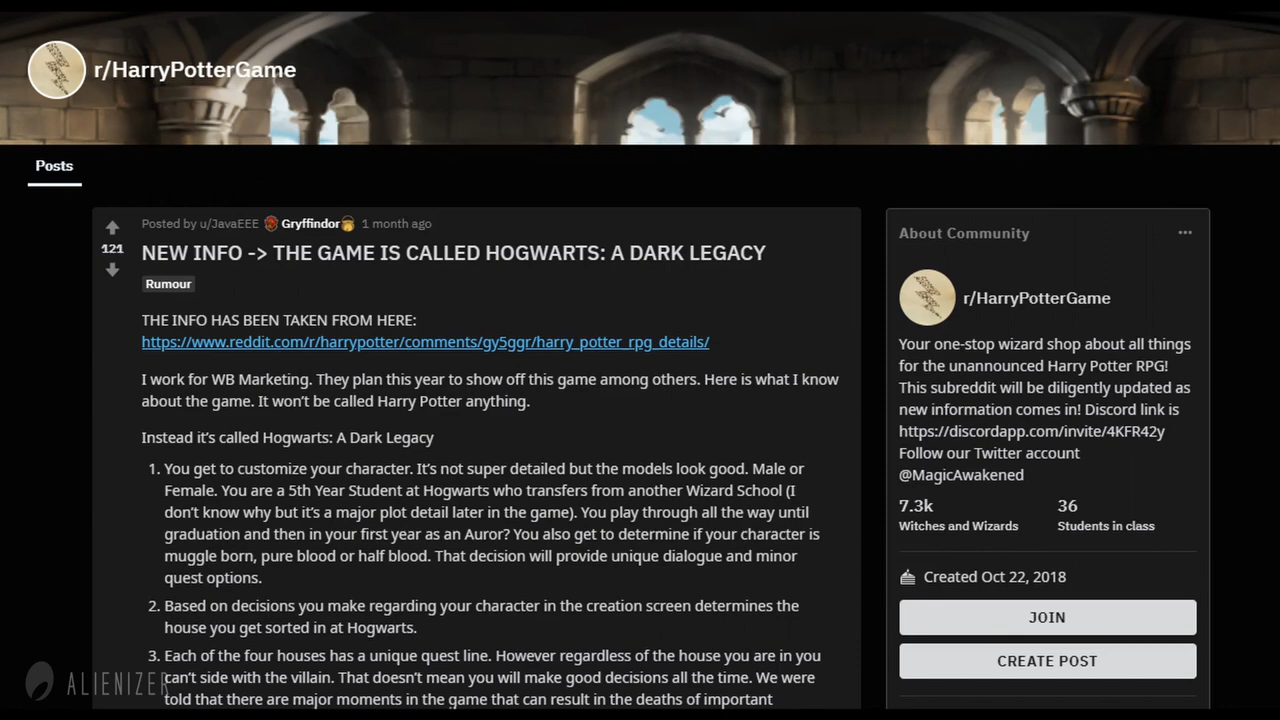 r/HarryPotterGame
Posts
121
Posted by u/JavaEEE Gryffindor 1 month ago
NEW INFO -> THE GAME IS CALLED HOGWARTS: A DARK LEGACY
Rumour
THE INFO HAS BEEN TAKEN FROM HERE:
https://www.reddit.com/r/harrypotter/comments/gy5ggr/harry_potter_rpg_details/
I work for WB Marketing. They plan this year to show off this game among others. Here is what I know
about the game. It won't be called Harry Potter anything.
Instead it's called Hogwarts: A Dark Legacy
1. You get to customize your character. It's not super detailed but the models look good. Male or
Female. You are a 5th Year Student at Hogwarts who transfers from another Wizard School (I
don't know why but it's a major plot detail later in the game). You play through all the way until
graduation and then in your first year as an Auror? You also get to determine if your character is
muggle born, pure blood or half blood. That decision will provide unique dialogue and minor
quest options.
2. Based on decisions you make regarding your character in the creation screen determines the
house you get sorted in at Hogwarts.
3. Each of the four houses has a unique quest line. However regardless of the house you are in you
can't side with the villain. That doesn't mean you will make good decisions all the time. We were
told that there are major moments in the game that can result in the deaths of important
About Community
r/HarryPotterGame
Your one-stop wizard shop about all things
for the unannounced Harry Potter RPG!
This subreddit will be diligently updated as
new information comes in! Discord link is
https://discordapp.com/invite/4KFR42y
Follow our Twitter account
@MagicAwakened
7.3k 36
Witches and Wizards Students in class
Created Oct 22, 2018
JOIN
CREATE POST
ALIENIZER